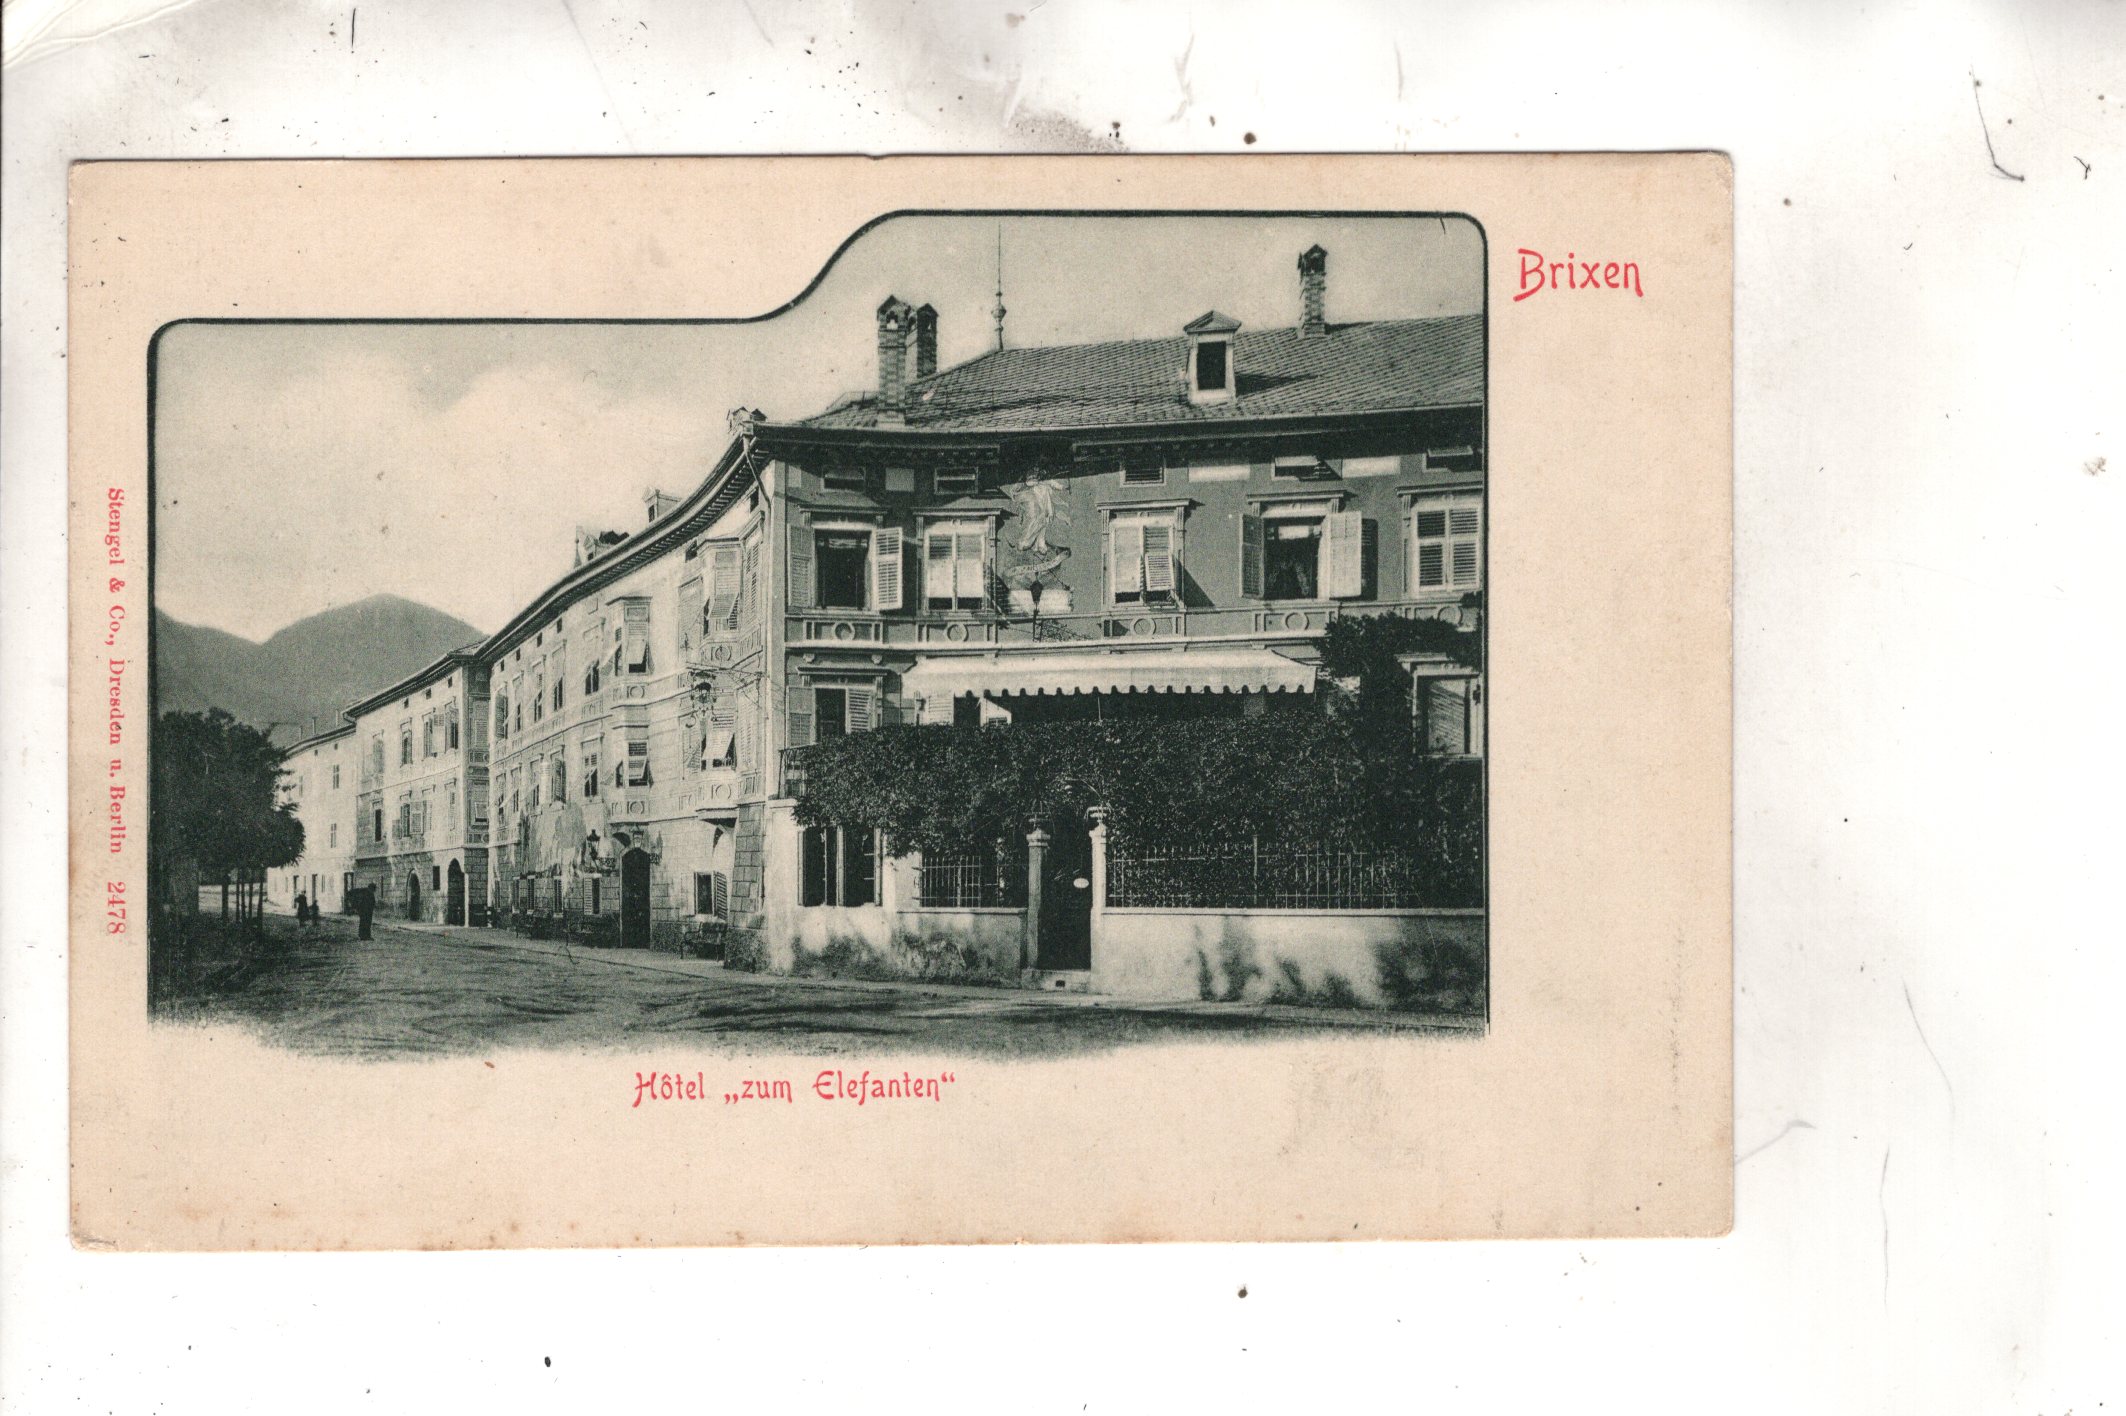 Brixen
Stengel & Co., Dresden u. Berlin 2478
Hôtel „zum Elefanten“